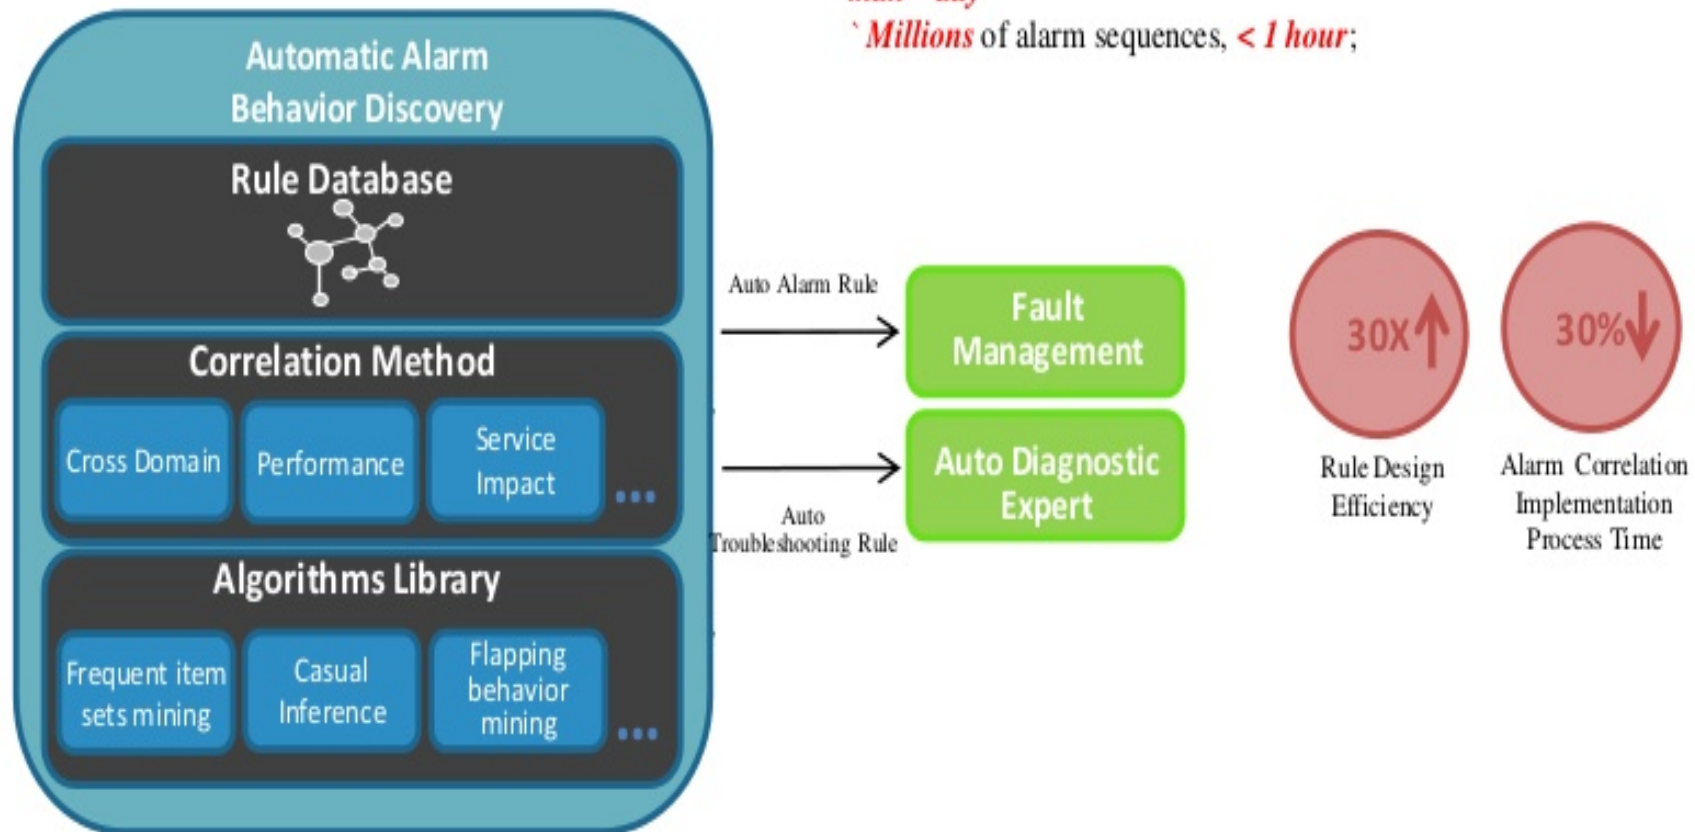 ` Millions of alarm sequences, < 1 hour;
Automatic Alarm
Behavior Discovery
Rule Database
Correlation Method
Cross Domain
Performance
Service
Impact
...
Algorithms Library
Frequent item
sets mining
Casual
Inference
Flapping
behavior
mining
...
Auto Alarm Rule
Auto
Troubleshooting Rule
Fault
Management
Auto Diagnostic
Expert
30X
Rule Design
Efficiency
30%
Alarm Correlation
Implementation
Process Time